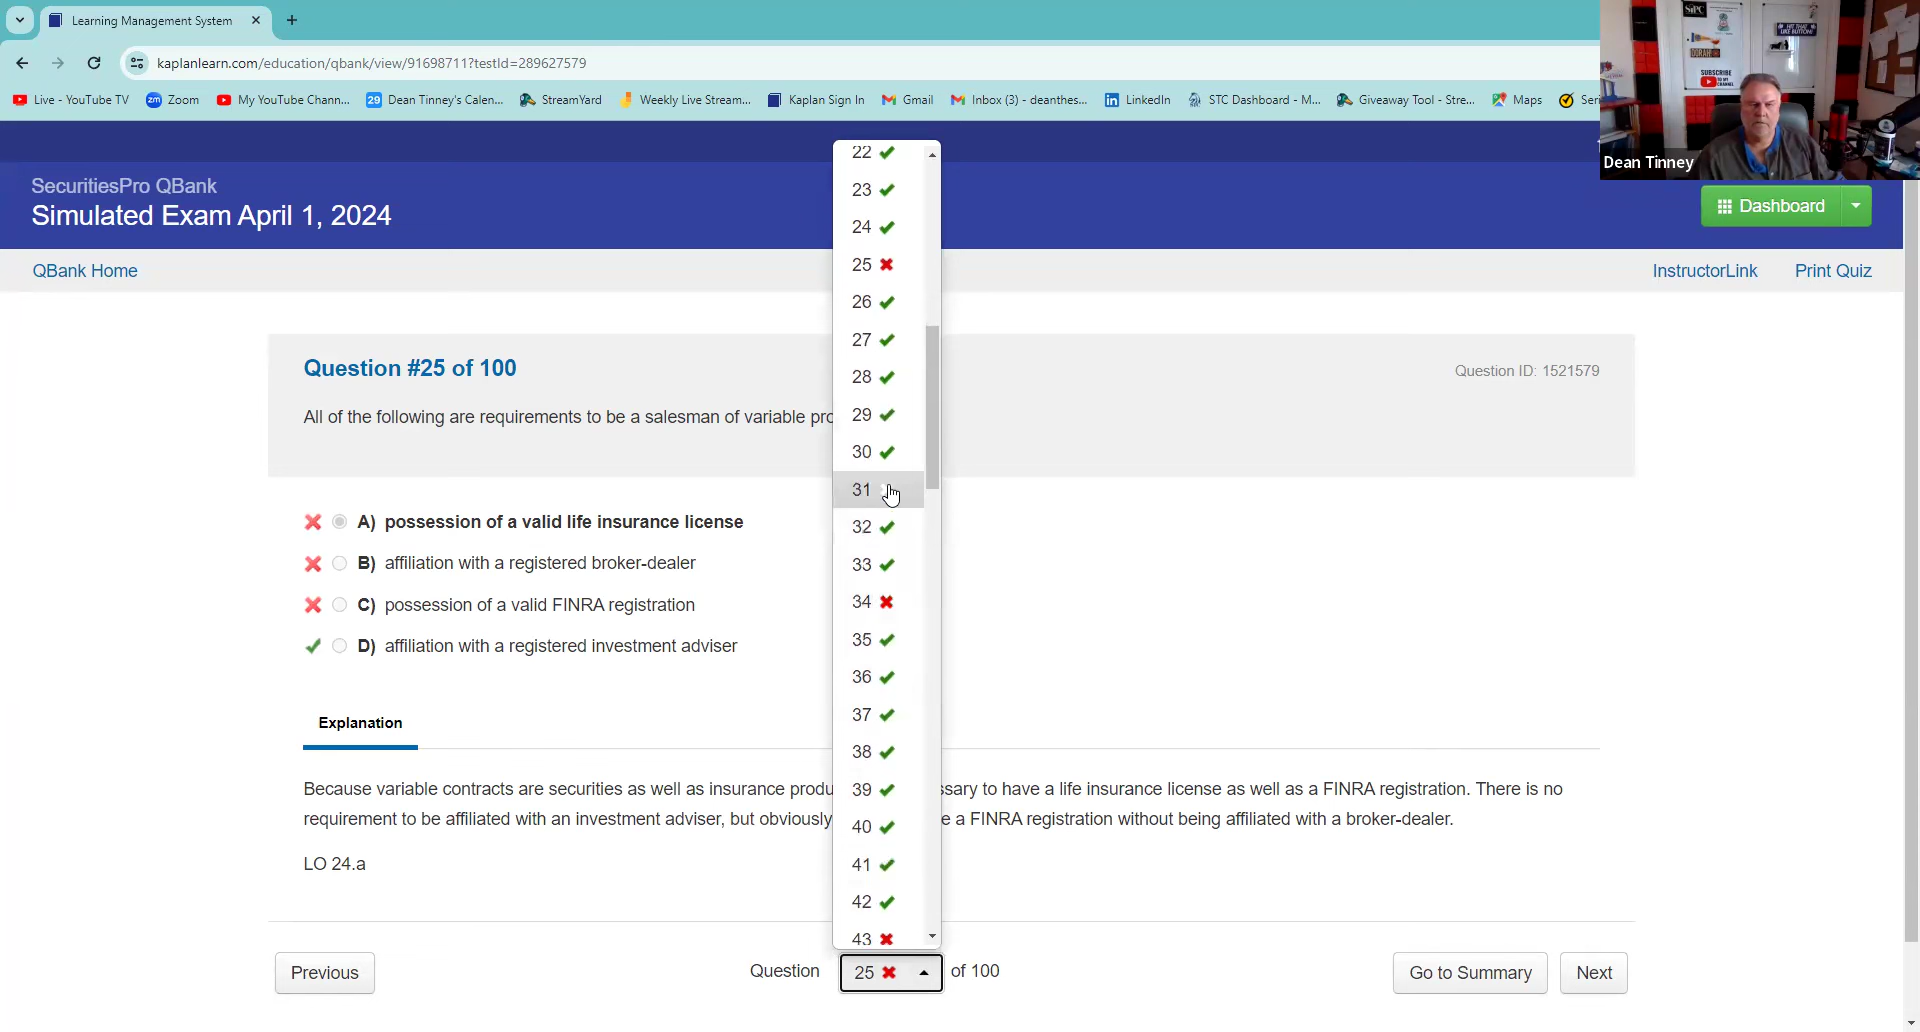 Learning Management System
kaplanlearn.com/education/qbank/view/91698711?testId=289627579
Live - YouTube TV
Zoom
My YouTube Chann...
Dean Tinney's Calen...
StreamYard
Weekly Live Stream...
Kaplan Sign In
Gmail
Inbox (3) - deanthes...
LinkedIn
STC Dashboard - M...
Giveaway Tool - Stre...
Maps
Seri
SIPC
HIT THAT LIKE BUTTON!
SUBSCRIBE
Dean Tinney
SecuritiesPro QBank
Simulated Exam April 1, 2024
Dashboard
QBank Home
InstructorLink
Print Quiz
Question #25 of 100
Question ID: 1521579
All of the following are requirements to be a salesman of variable pro
A) possession of a valid life insurance license
B) affiliation with a registered broker-dealer
C) possession of a valid FINRA registration
D) affiliation with a registered investment adviser
22
23
24
25
26
27
28
29
30
31
32
33
34
35
36
37
38
39
40
41
42
43
Explanation
Because variable contracts are securities as well as insurance produ ssary to have a life insurance license as well as a FINRA registration. There is no
requirement to be affiliated with an investment adviser, but obviously e a FINRA registration without being affiliated with a broker-dealer.
LO 24.a
Previous
Question 25 of 100
Go to Summary
Next